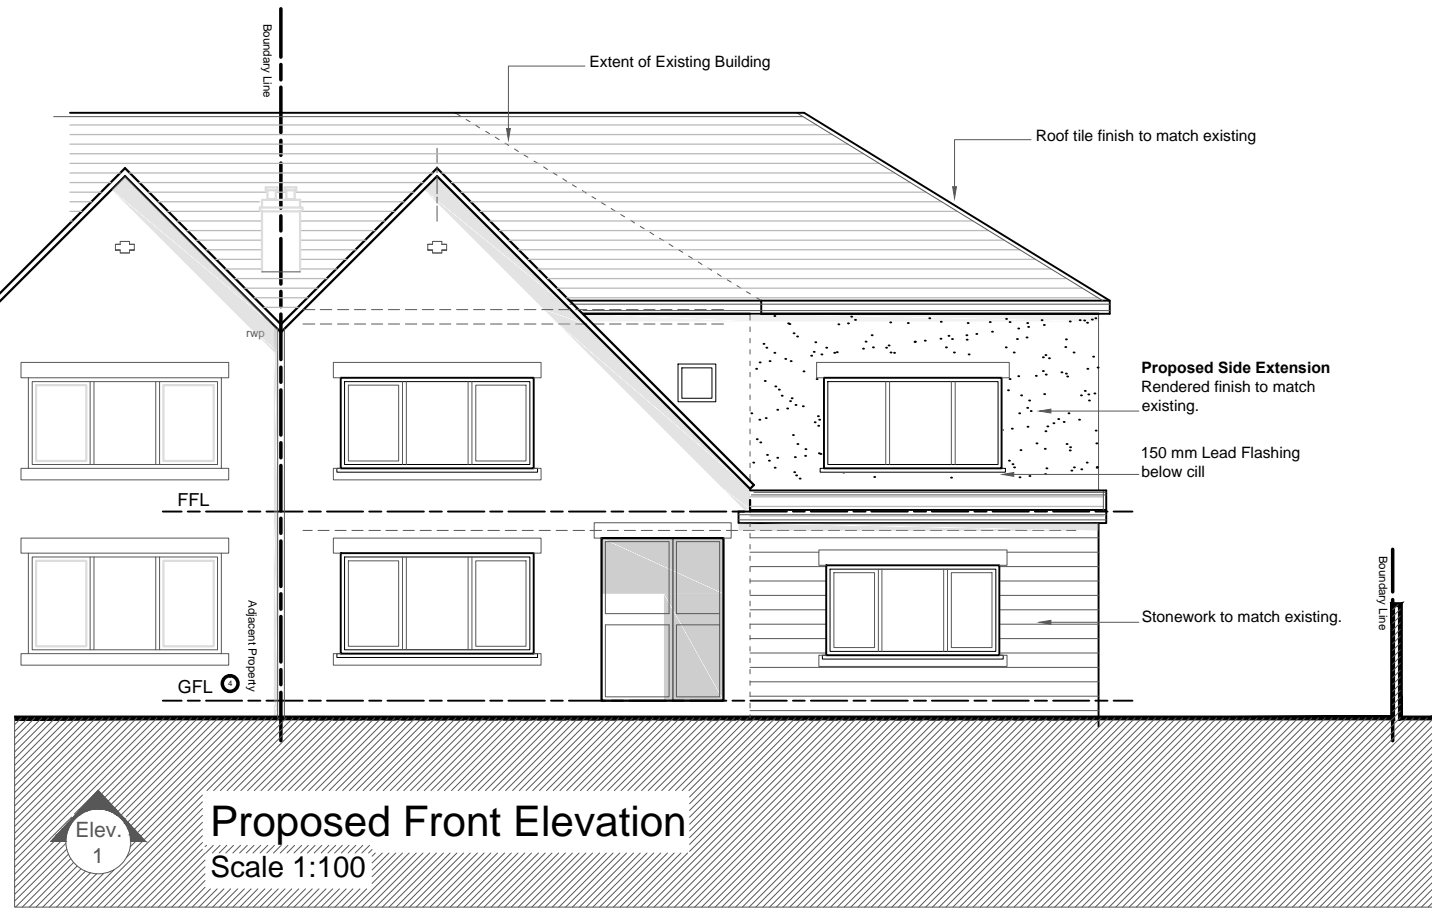 Boundary Line
Extent of Existing Building
Roof tile finish to match existing
rwp
Proposed Side Extension
Rendered finish to match
existing.
150 mm Lead Flashing
below cill
FFL
Boundary Line
Adjacent Property
Stonework to match existing.
GFL
4
Elev.
1
Proposed Front Elevation
Scale 1:100